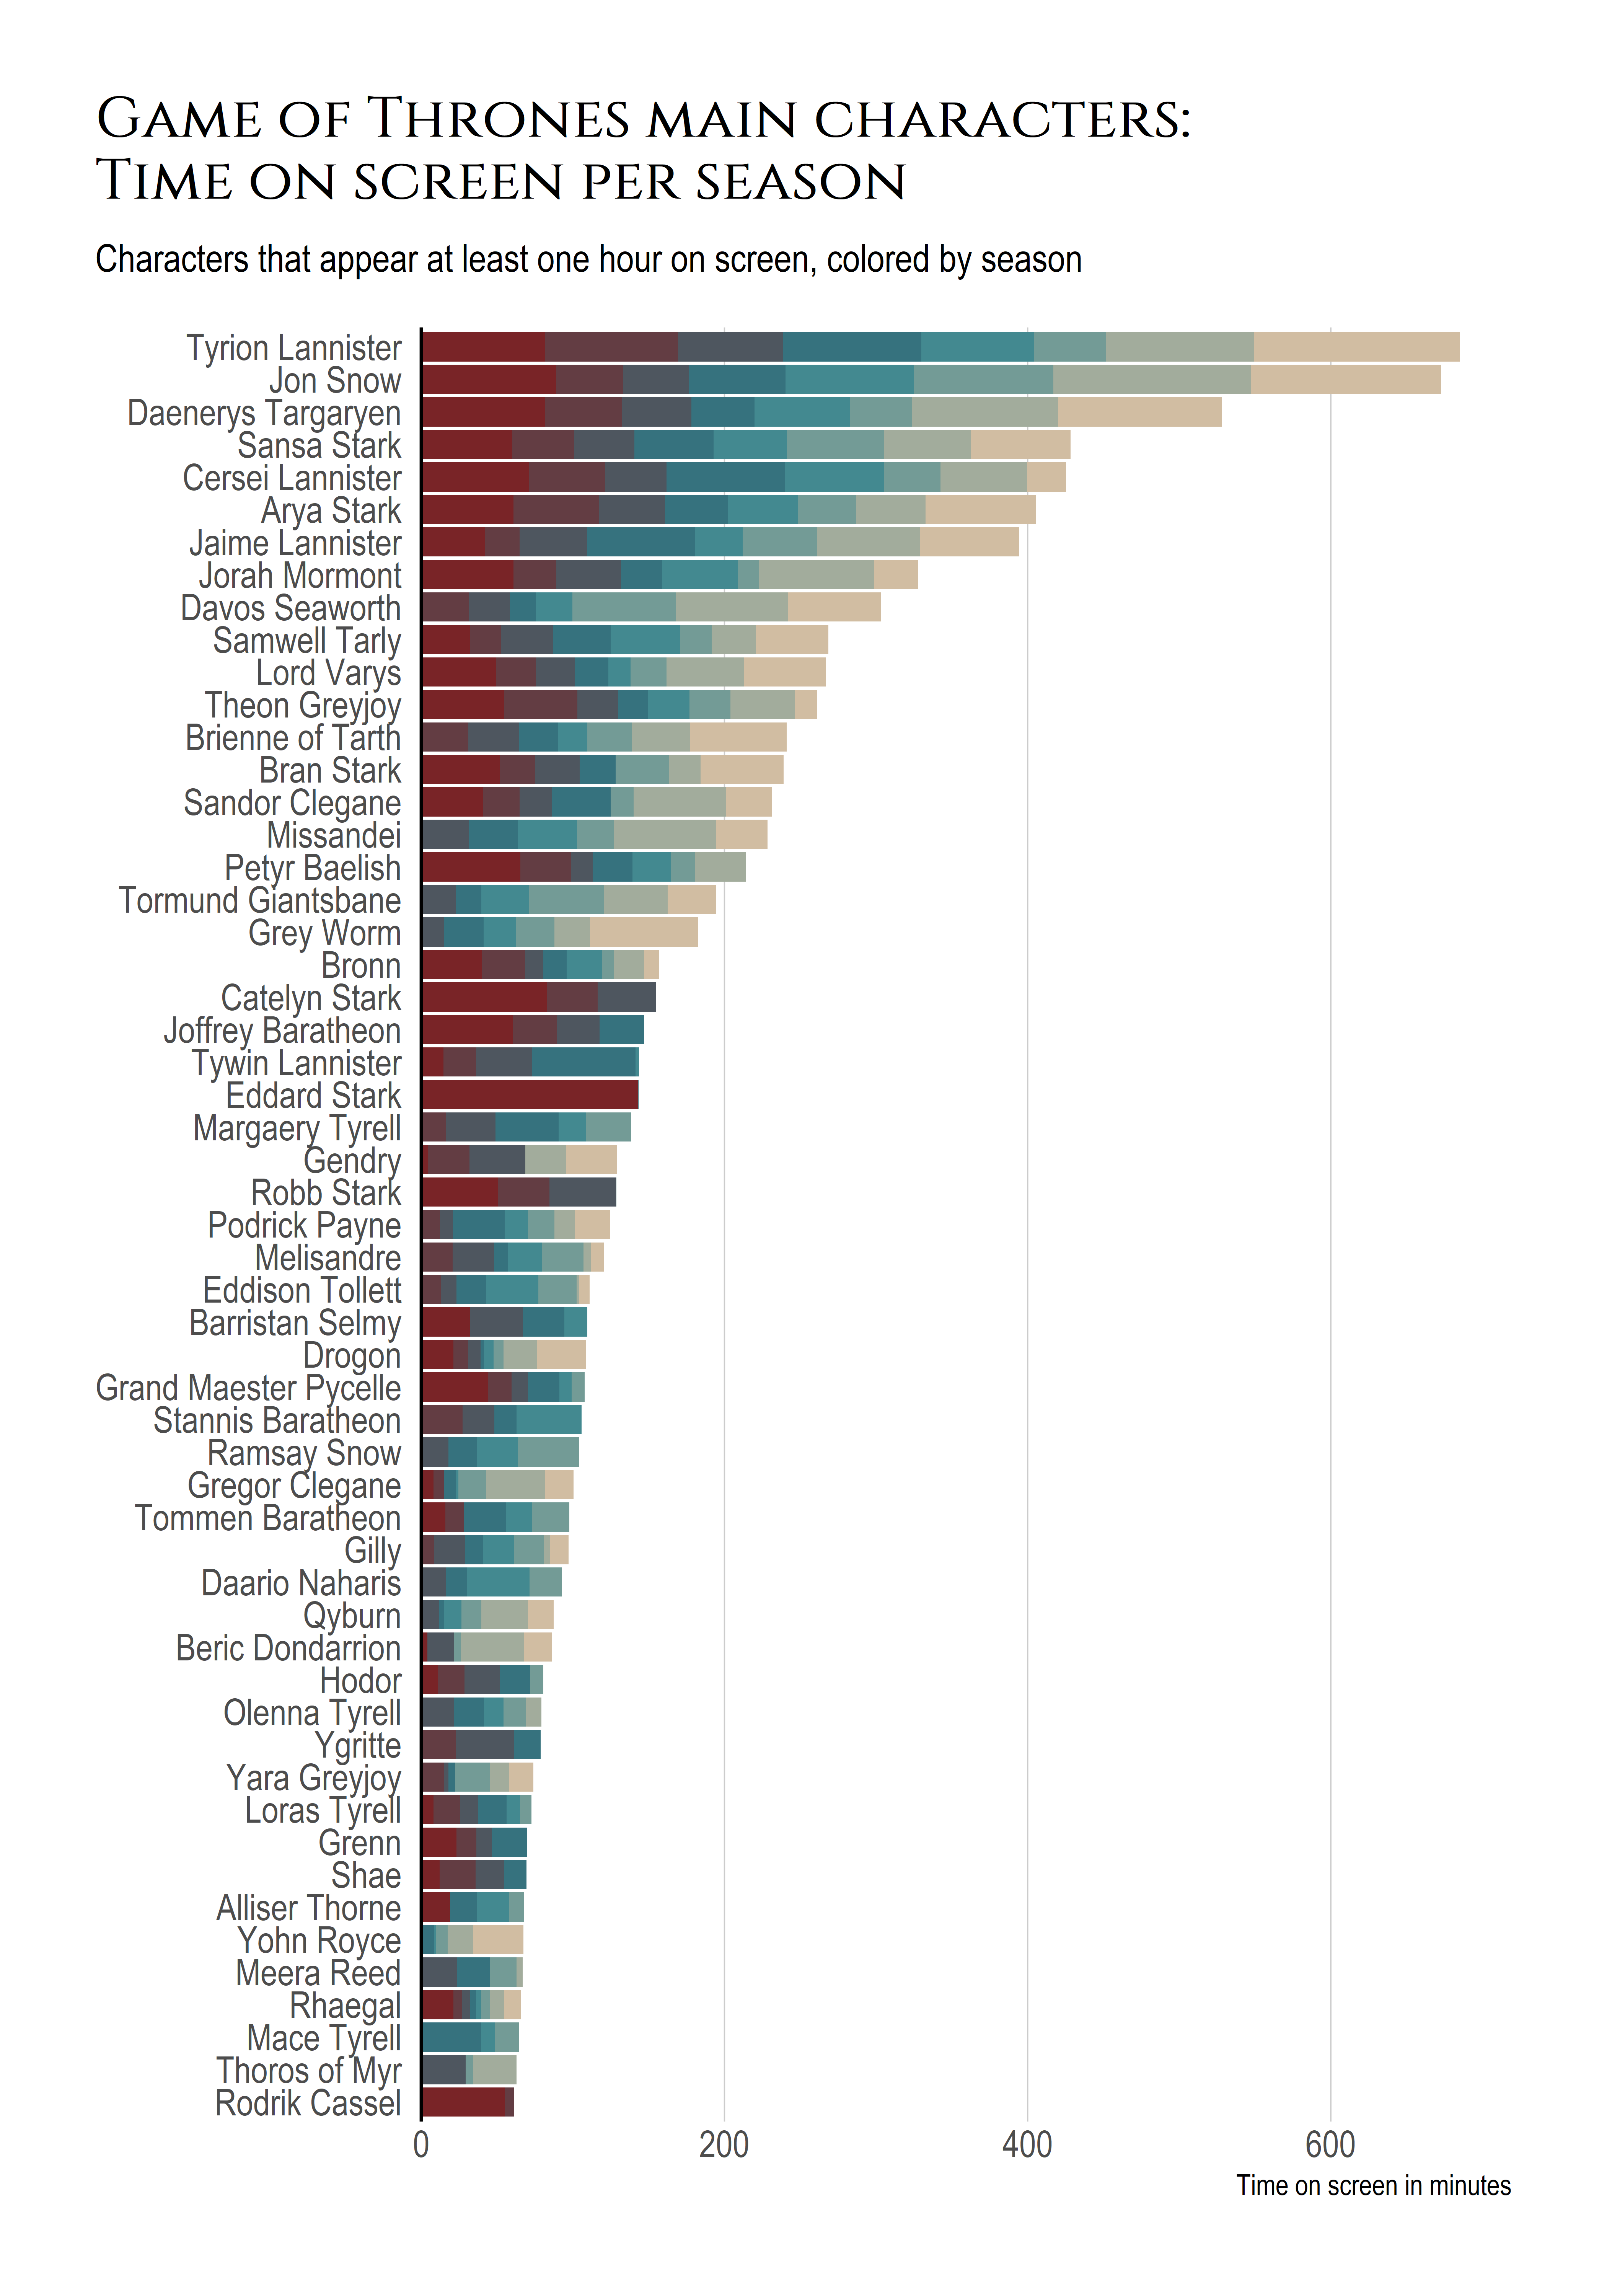 Game of Thrones main characters:
Time on screen per season
Characters that appear at least one hour on screen, colored by season
Tyrion Lannister
Jon Snow
Daenerys Targaryen
Sansa Stark
Cersei Lannister
Arya Stark
Jaime Lannister
Jorah Mormont
Davos Seaworth
Samwell Tarly
Lord Varys
Theon Greyjoy
Brienne of Tarth
Bran Stark
Sandor Clegane
Missandei
Petyr Baelish
Tormund Giantsbane
Grey Worm
Bronn
Catelyn Stark
Joffrey Baratheon
Tywin Lannister
Eddard Stark
Margaery Tyrell
Gendry
Robb Stark
Podrick Payne
Melisandre
Eddison Tollett
Barristan Selmy
Drogon
Grand Maester Pycelle
Stannis Baratheon
Ramsay Snow
Gregor Clegane
Tommen Baratheon
Gilly
Daario Naharis
Qyburn
Beric Dondarrion
Hodor
Olenna Tyrell
Ygritte
Yara Greyjoy
Loras Tyrell
Grenn
Shae
Alliser Thorne
Yohn Royce
Meera Reed
Rhaegal
Mace Tyrell
Thoros of Myr
Rodrik Cassel
0 200 400 600
Time on screen in minutes